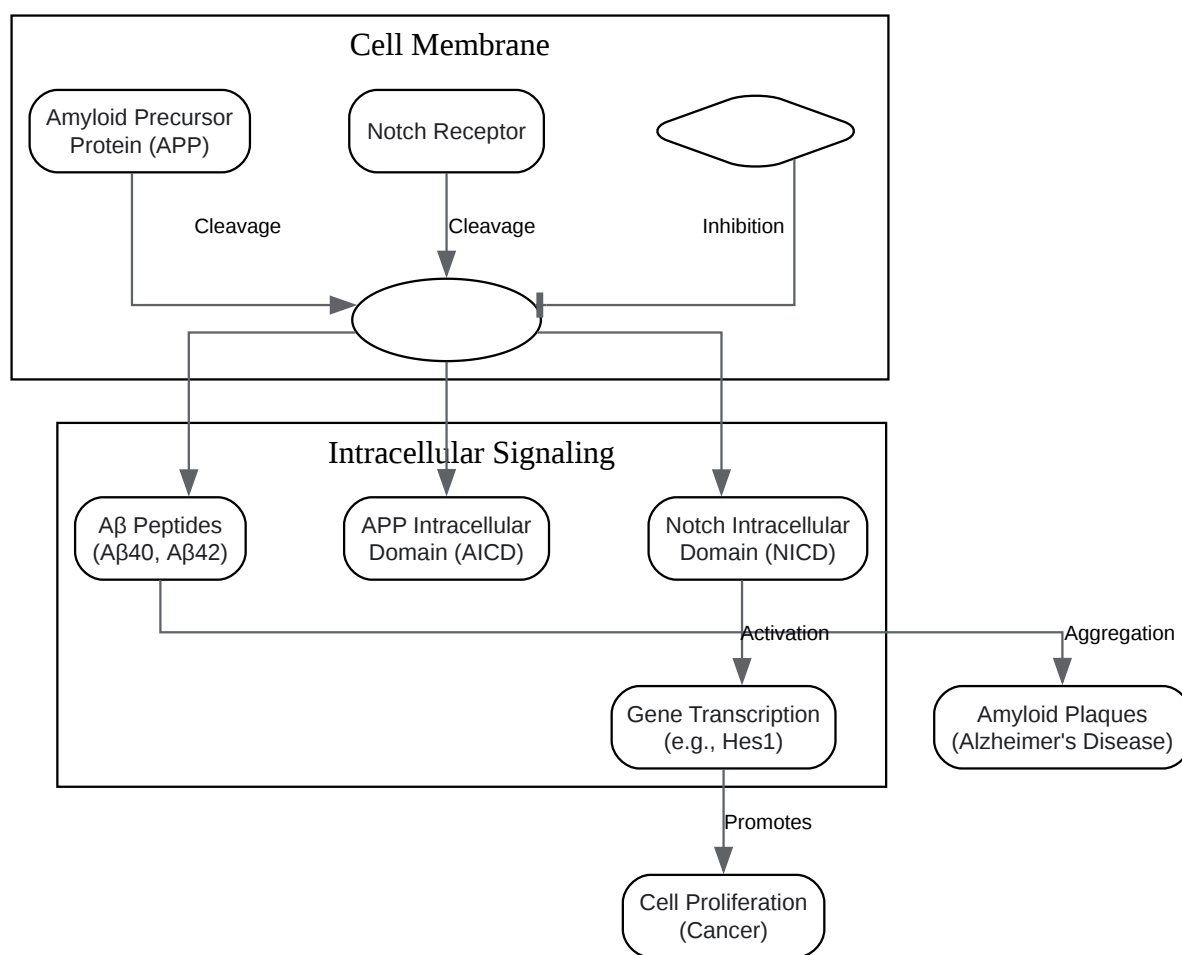 Cell Membrane
Amyloid Precursor
Protein (APP)
Notch Receptor
Cleavage
Cleavage
Inhibition
Intracellular Signaling
Aβ Peptides
(Aβ40, Aβ42)
APP Intracellular
Domain (AICD)
Notch Intracellular
Domain (NICD)
Activation
Aggregation
Gene Transcription
(e.g., Hes1)
Amyloid Plaques
(Alzheimer's Disease)
Promotes
Cell Proliferation
(Cancer)